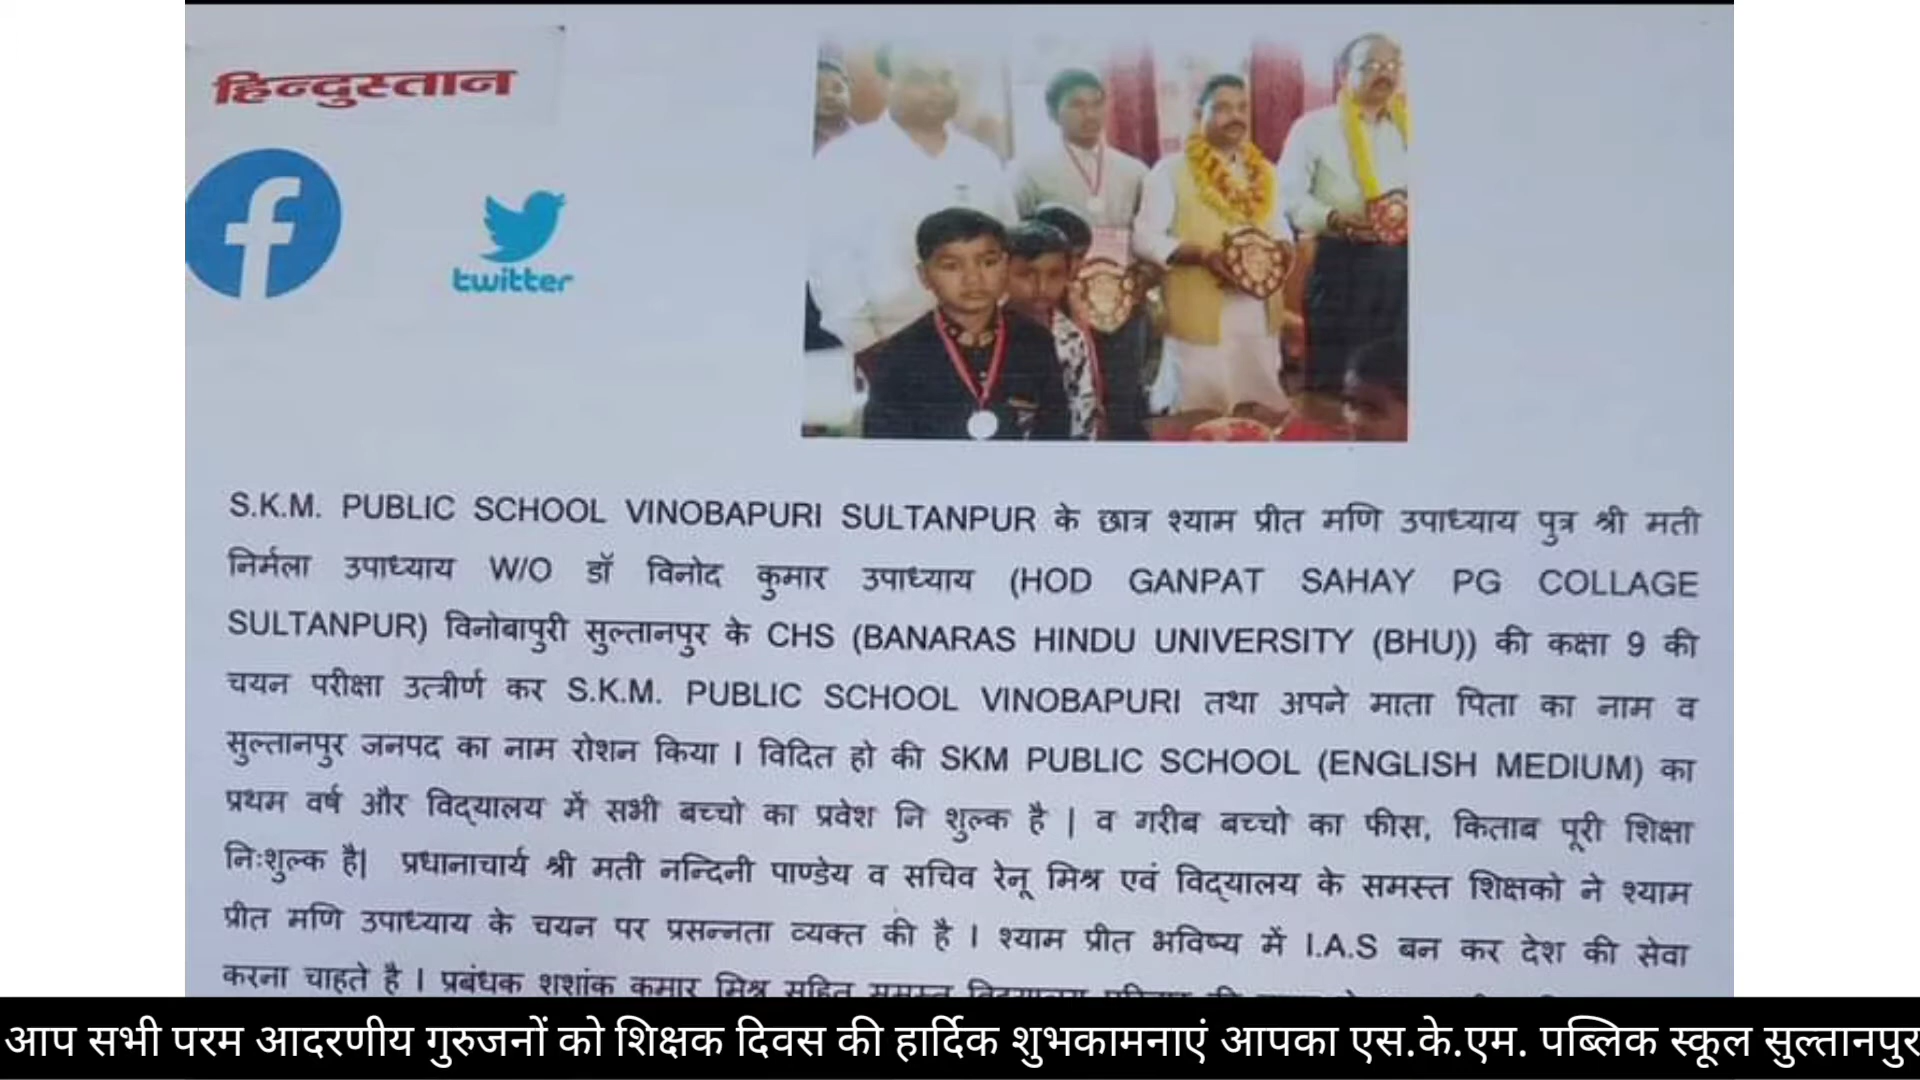 हिन्दुस्तान
twitter
S.K.M. PUBLIC SCHOOL VINOBAPURI SULTANPUR के छात्र श्याम प्रीत मणि उपाध्याय पुत्र श्री मती
निर्मला उपाध्याय W/O डॉ विनोद कुमार उपाध्याय (HOD GANPAT SAHAY PG COLLAGE
SULTANPUR) विनोबापुरी सुल्तानपुर के CHS (BANARAS HINDU UNIVERSITY (BHU)) की कक्षा 9 की
चयन परीक्षा उत्त्रीर्ण कर S.K.M. PUBLIC SCHOOL VINOBAPURI तथा अपने माता पिता का नाम व
सुल्तानपुर जनपद का नाम रोशन किया । विदित हो की SKM PUBLIC SCHOOL (ENGLISH MEDIUM) का
प्रथम वर्ष और विद्यालय में सभी बच्चो का प्रवेश नि शुल्क है | व गरीब बच्चो का फीस, किताब पूरी शिक्षा
निःशुल्क है| प्रधानाचार्य श्री मती नन्दिनी पाण्डेय व सचिव रेनू मिश्र एवं विद्यालय के समस्त शिक्षको ने श्याम
प्रीत मणि उपाध्याय के चयन पर प्रसन्नता व्यक्त की है । श्याम प्रीत भविष्य में I.A.S बन कर देश की सेवा
करना चाहते है । प्रबंधक शशांक कुमार मिश्र सहित समस्त विद्यालय
आप सभी परम आदरणीय गुरुजनों को शिक्षक दिवस की हार्दिक शुभकामनाएं आपका एस.के.एम. पब्लिक स्कूल सुल्तानपुर